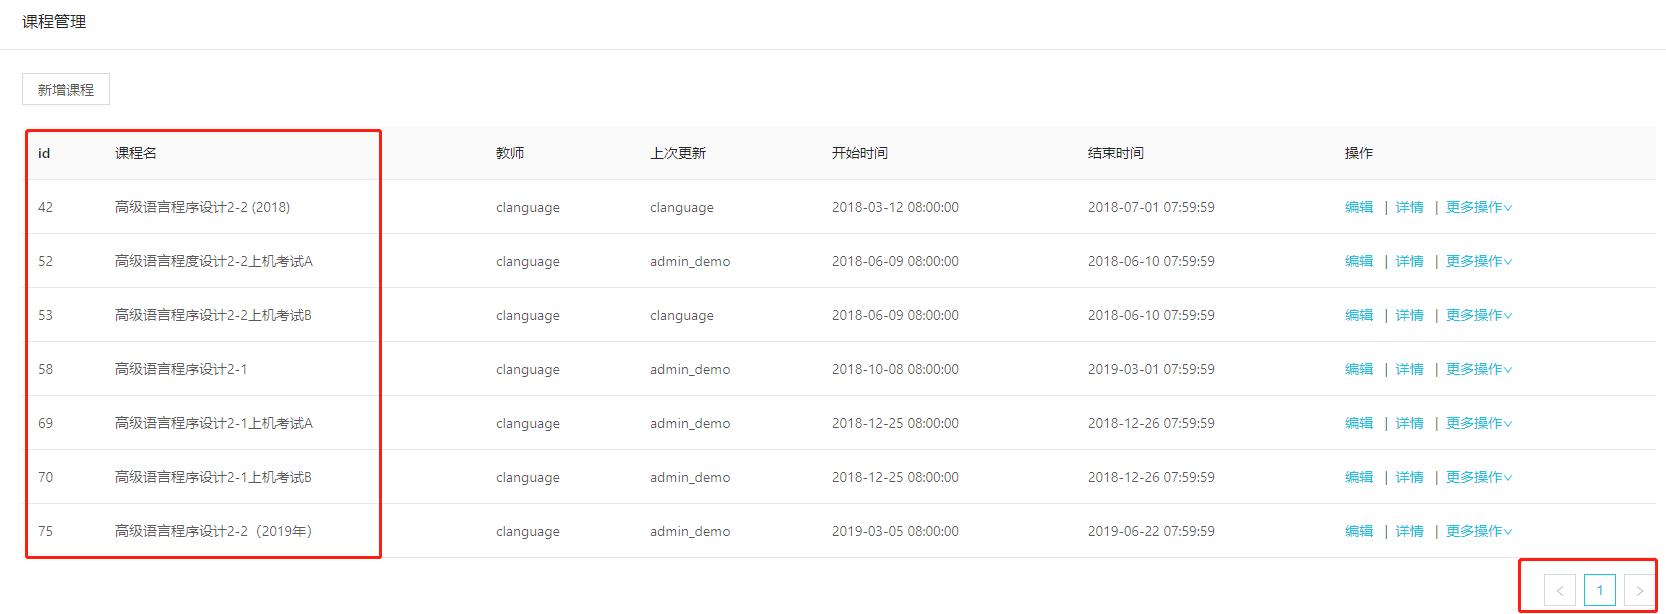 课程管理
新增课程
id 课程名 教师 上次更新 开始时间 结束时间 操作
42 高级语言程序设计2-2 (2018) clanguage clanguage 2018-03-12 08:00:00 2018-07-01 07:59:59 编辑 | 详情 | 更多操作
52 高级语言程度设计2-2上机考试A clanguage admin_demo 2018-06-09 08:00:00 2018-06-10 07:59:59 编辑 | 详情 | 更多操作
53 高级语言程序设计2-2上机考试B clanguage clanguage 2018-06-09 08:00:00 2018-06-10 07:59:59 编辑 | 详情 | 更多操作
58 高级语言程序设计2-1 clanguage admin_demo 2018-10-08 08:00:00 2019-03-01 07:59:59 编辑 | 详情 | 更多操作
69 高级语言程序设计2-1上机考试A clanguage admin_demo 2018-12-25 08:00:00 2018-12-26 07:59:59 编辑 | 详情 | 更多操作
70 高级语言程序设计2-1上机考试B clanguage admin_demo 2018-12-25 08:00:00 2018-12-26 07:59:59 编辑 | 详情 | 更多操作
75 高级语言程序设计2-2（2019年） clanguage admin_demo 2019-03-05 08:00:00 2019-06-22 07:59:59 编辑 | 详情 | 更多操作
< 1 >